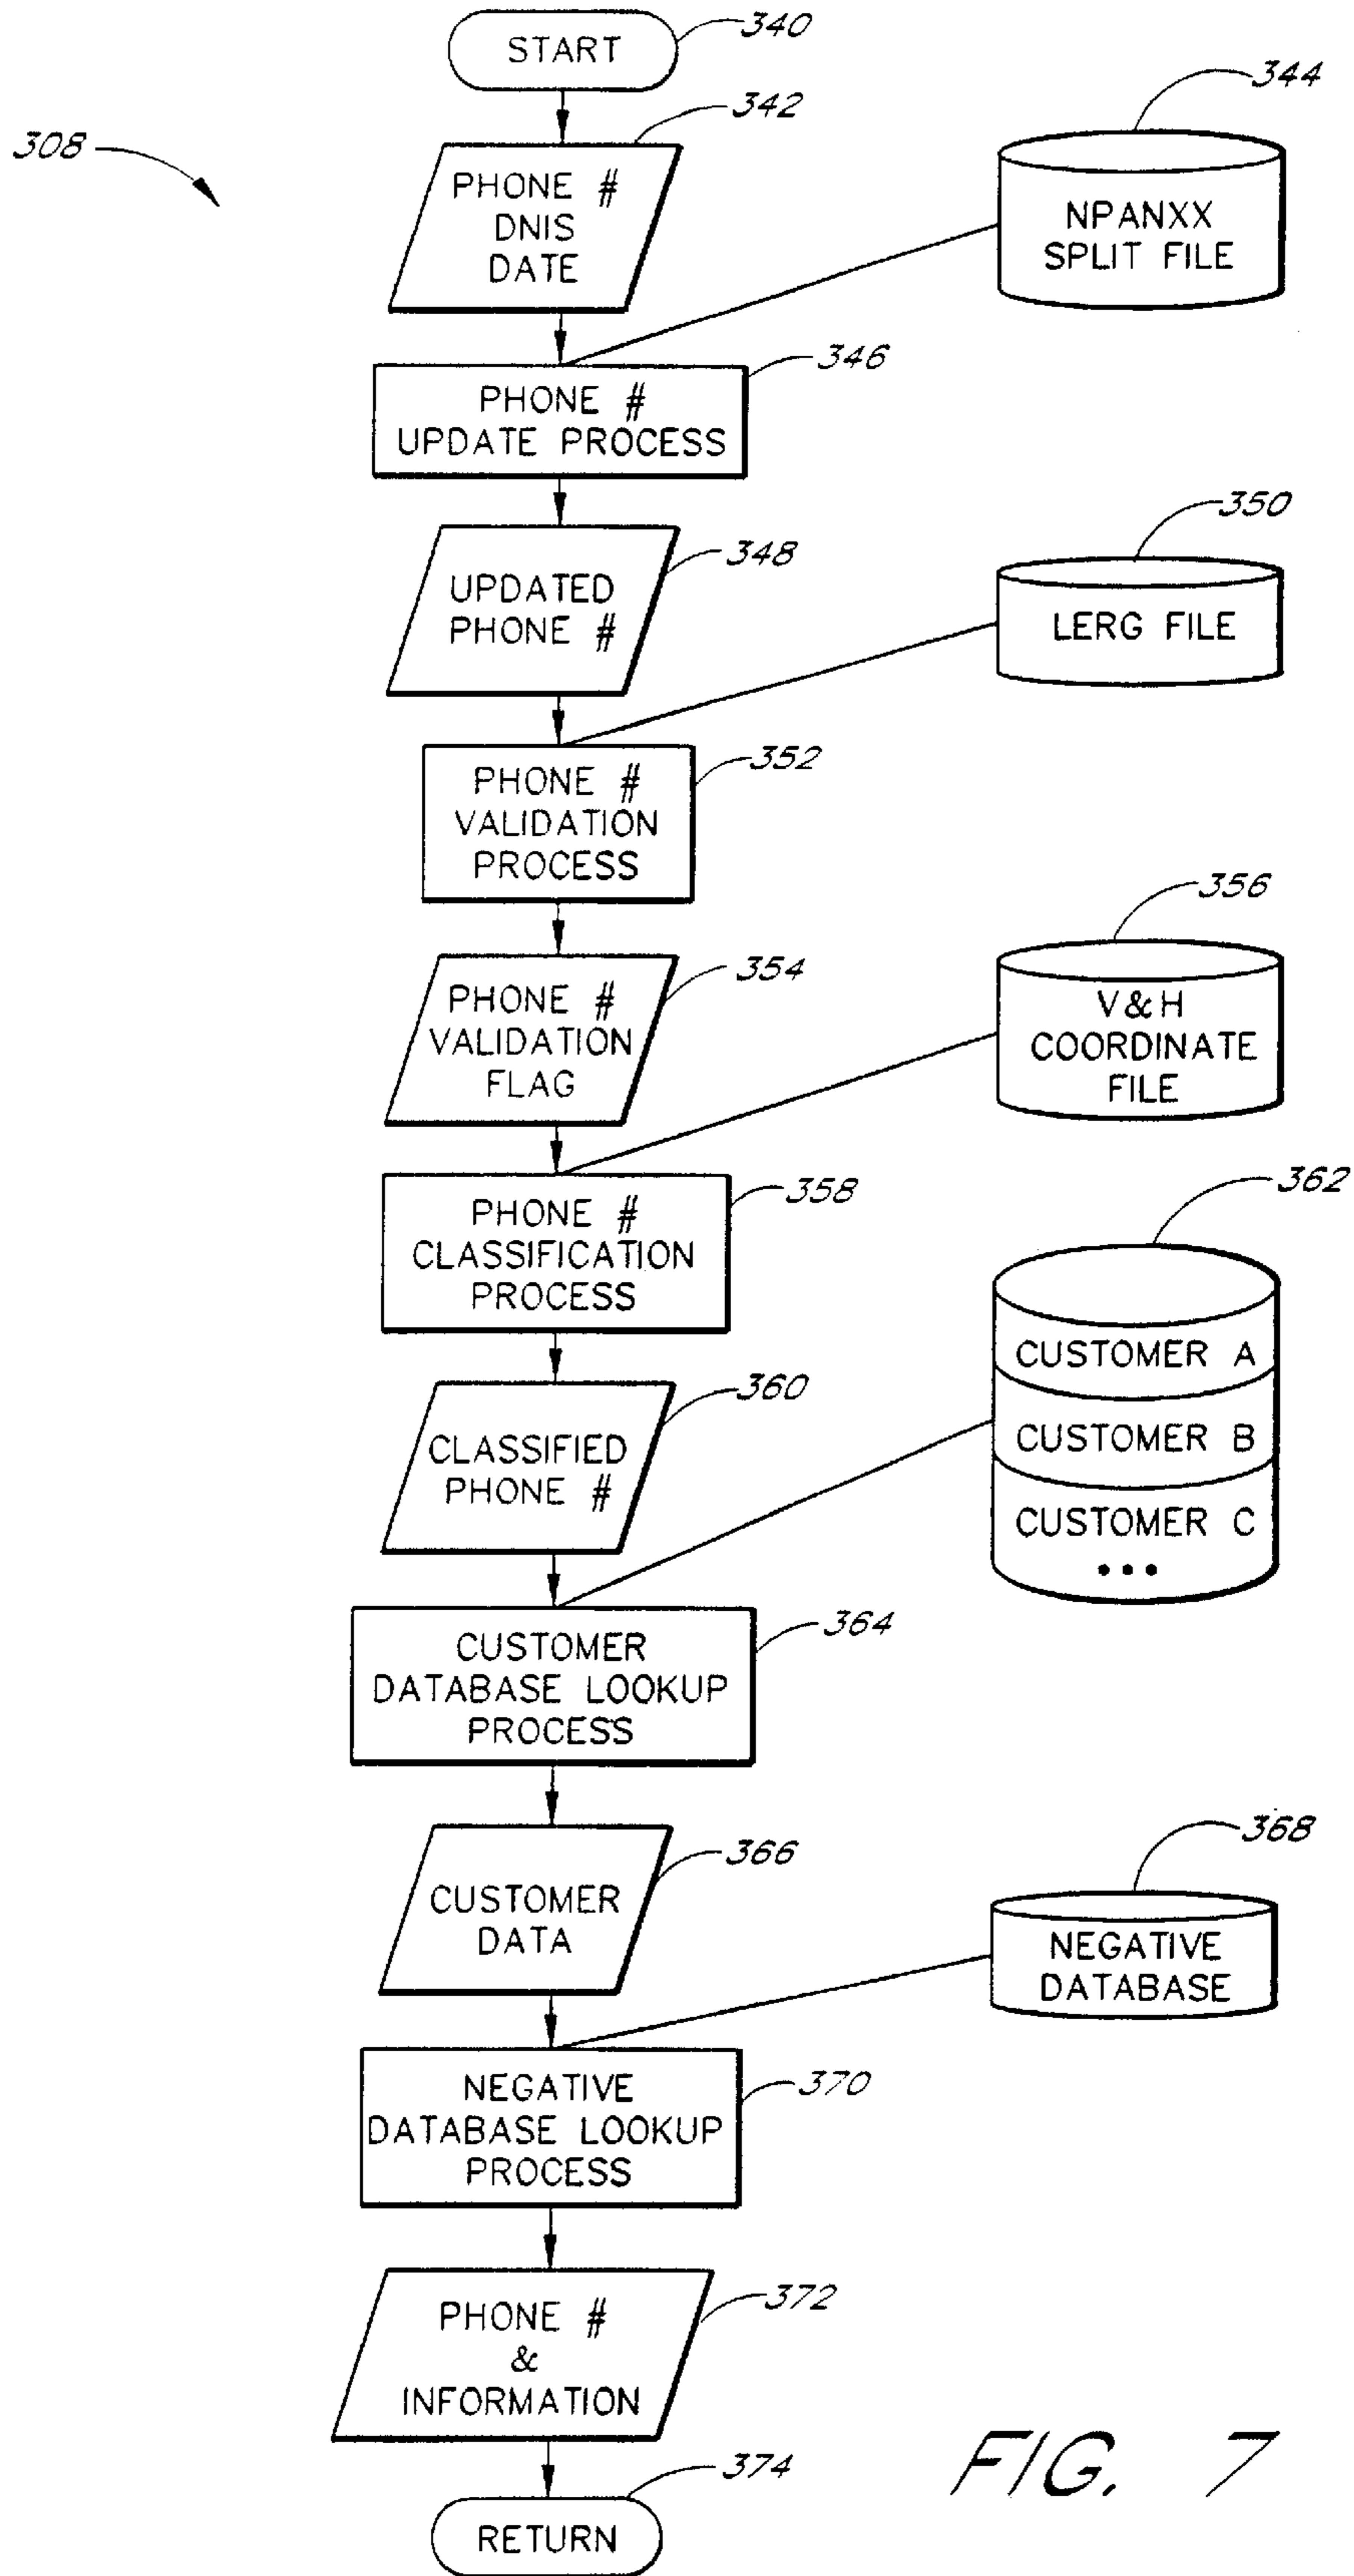 START
340
342
344
308
PHONE #
DNIS
DATE
NPANXX
SPLIT FILE
346
PHONE #
UPDATE PROCESS
348
350
UPDATED
PHONE #
LERG FILE
352
PHONE #
VALIDATION
PROCESS
354
356
PHONE #
VALIDATION
FLAG
V&H
COORDINATE
FILE
358
362
PHONE #
CLASSIFICATION
PROCESS
360
CUSTOMER A
CUSTOMER B
CUSTOMER C
•••
CLASSIFIED
PHONE #
364
CUSTOMER
DATABASE LOOKUP
PROCESS
366
368
CUSTOMER
DATA
NEGATIVE
DATABASE
370
NEGATIVE
DATABASE LOOKUP
PROCESS
372
PHONE #
&
INFORMATION
374
RETURN
FIG. 7